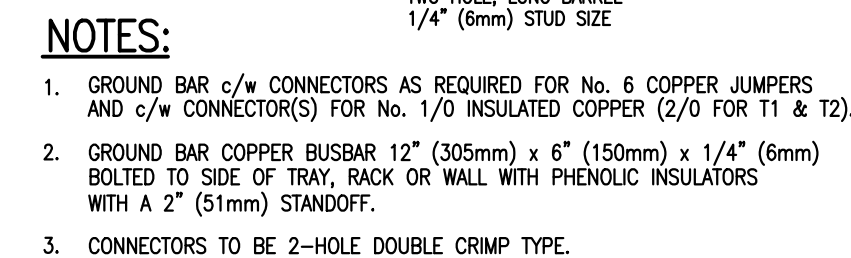 1/4" (6mm) STUD SIZE
NOTES:
1. GROUND BAR c/w CONNECTORS AS REQUIRED FOR No. 6 COPPER JUMPERS
AND c/w CONNECTOR(S) FOR No. 1/0 INSULATED COPPER (2/0 FOR T1 & T2).
2. GROUND BAR COPPER BUSBAR 12" (305mm) x 6" (150mm) x 1/4" (6mm)
BOLTED TO SIDE OF TRAY, RACK OR WALL WITH PHENOLIC INSULATORS
WITH A 2" (51mm) STANDOFF.
3. CONNECTORS TO BE 2-HOLE DOUBLE CRIMP TYPE.